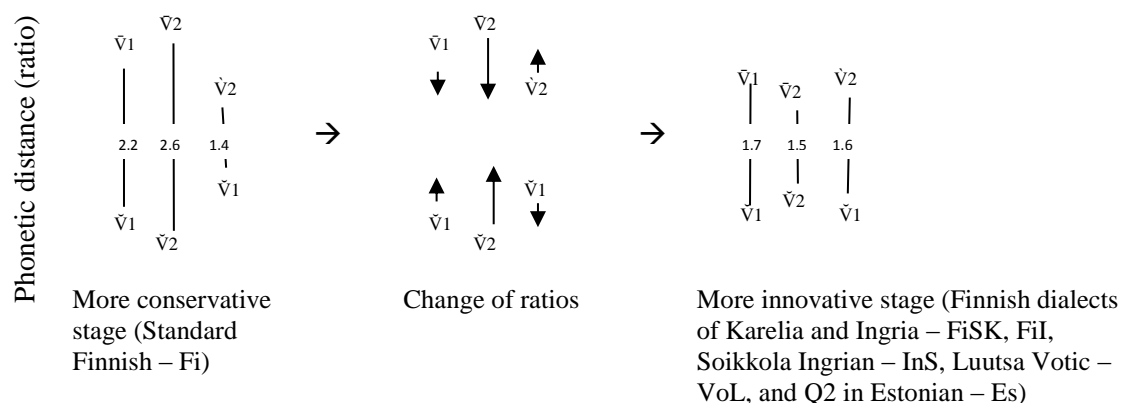 Phonetic distance (ratio)
V̄2
V̄1
V̀2
2.2 2.6 1.4
V̆1
V̆1
V̆2
More conservative
stage (Standard
Finnish – Fi)
→
V̄2
V̄1
V̀2
V̆1
V̆1
V̆2
Change of ratios
→
V̄1 V̄2 V̀2
1.7 1.5 1.6
V̆1 V̆2 V̆1
More innovative stage (Finnish dialects
of Karelia and Ingria – FiSK, FiI,
Soikkola Ingrian – InS, Luutsa Votic –
VoL, and Q2 in Estonian – Es)